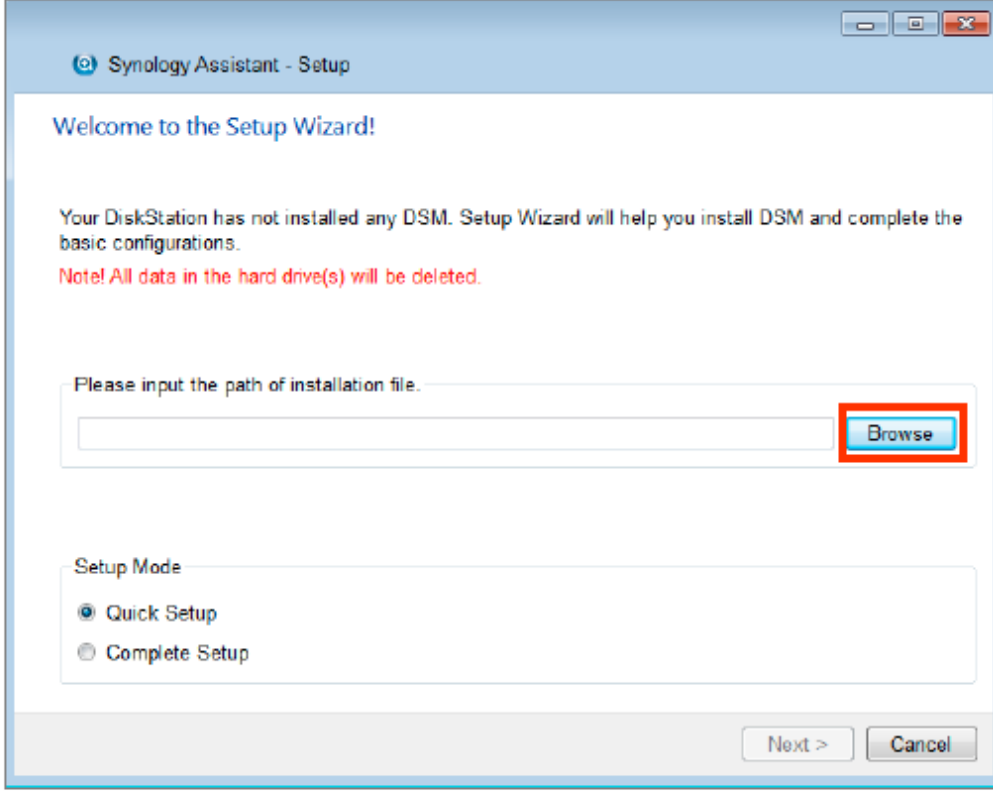 Synology Assistant - Setup
Welcome to the Setup Wizard!
Your DiskStation has not installed any DSM. Setup Wizard will help you install DSM and complete the
basic configurations.
Note! All data in the hard drive(s) will be deleted.
Please input the path of installation file.
Browse
Setup Mode
Quick Setup
Complete Setup
Next > Cancel